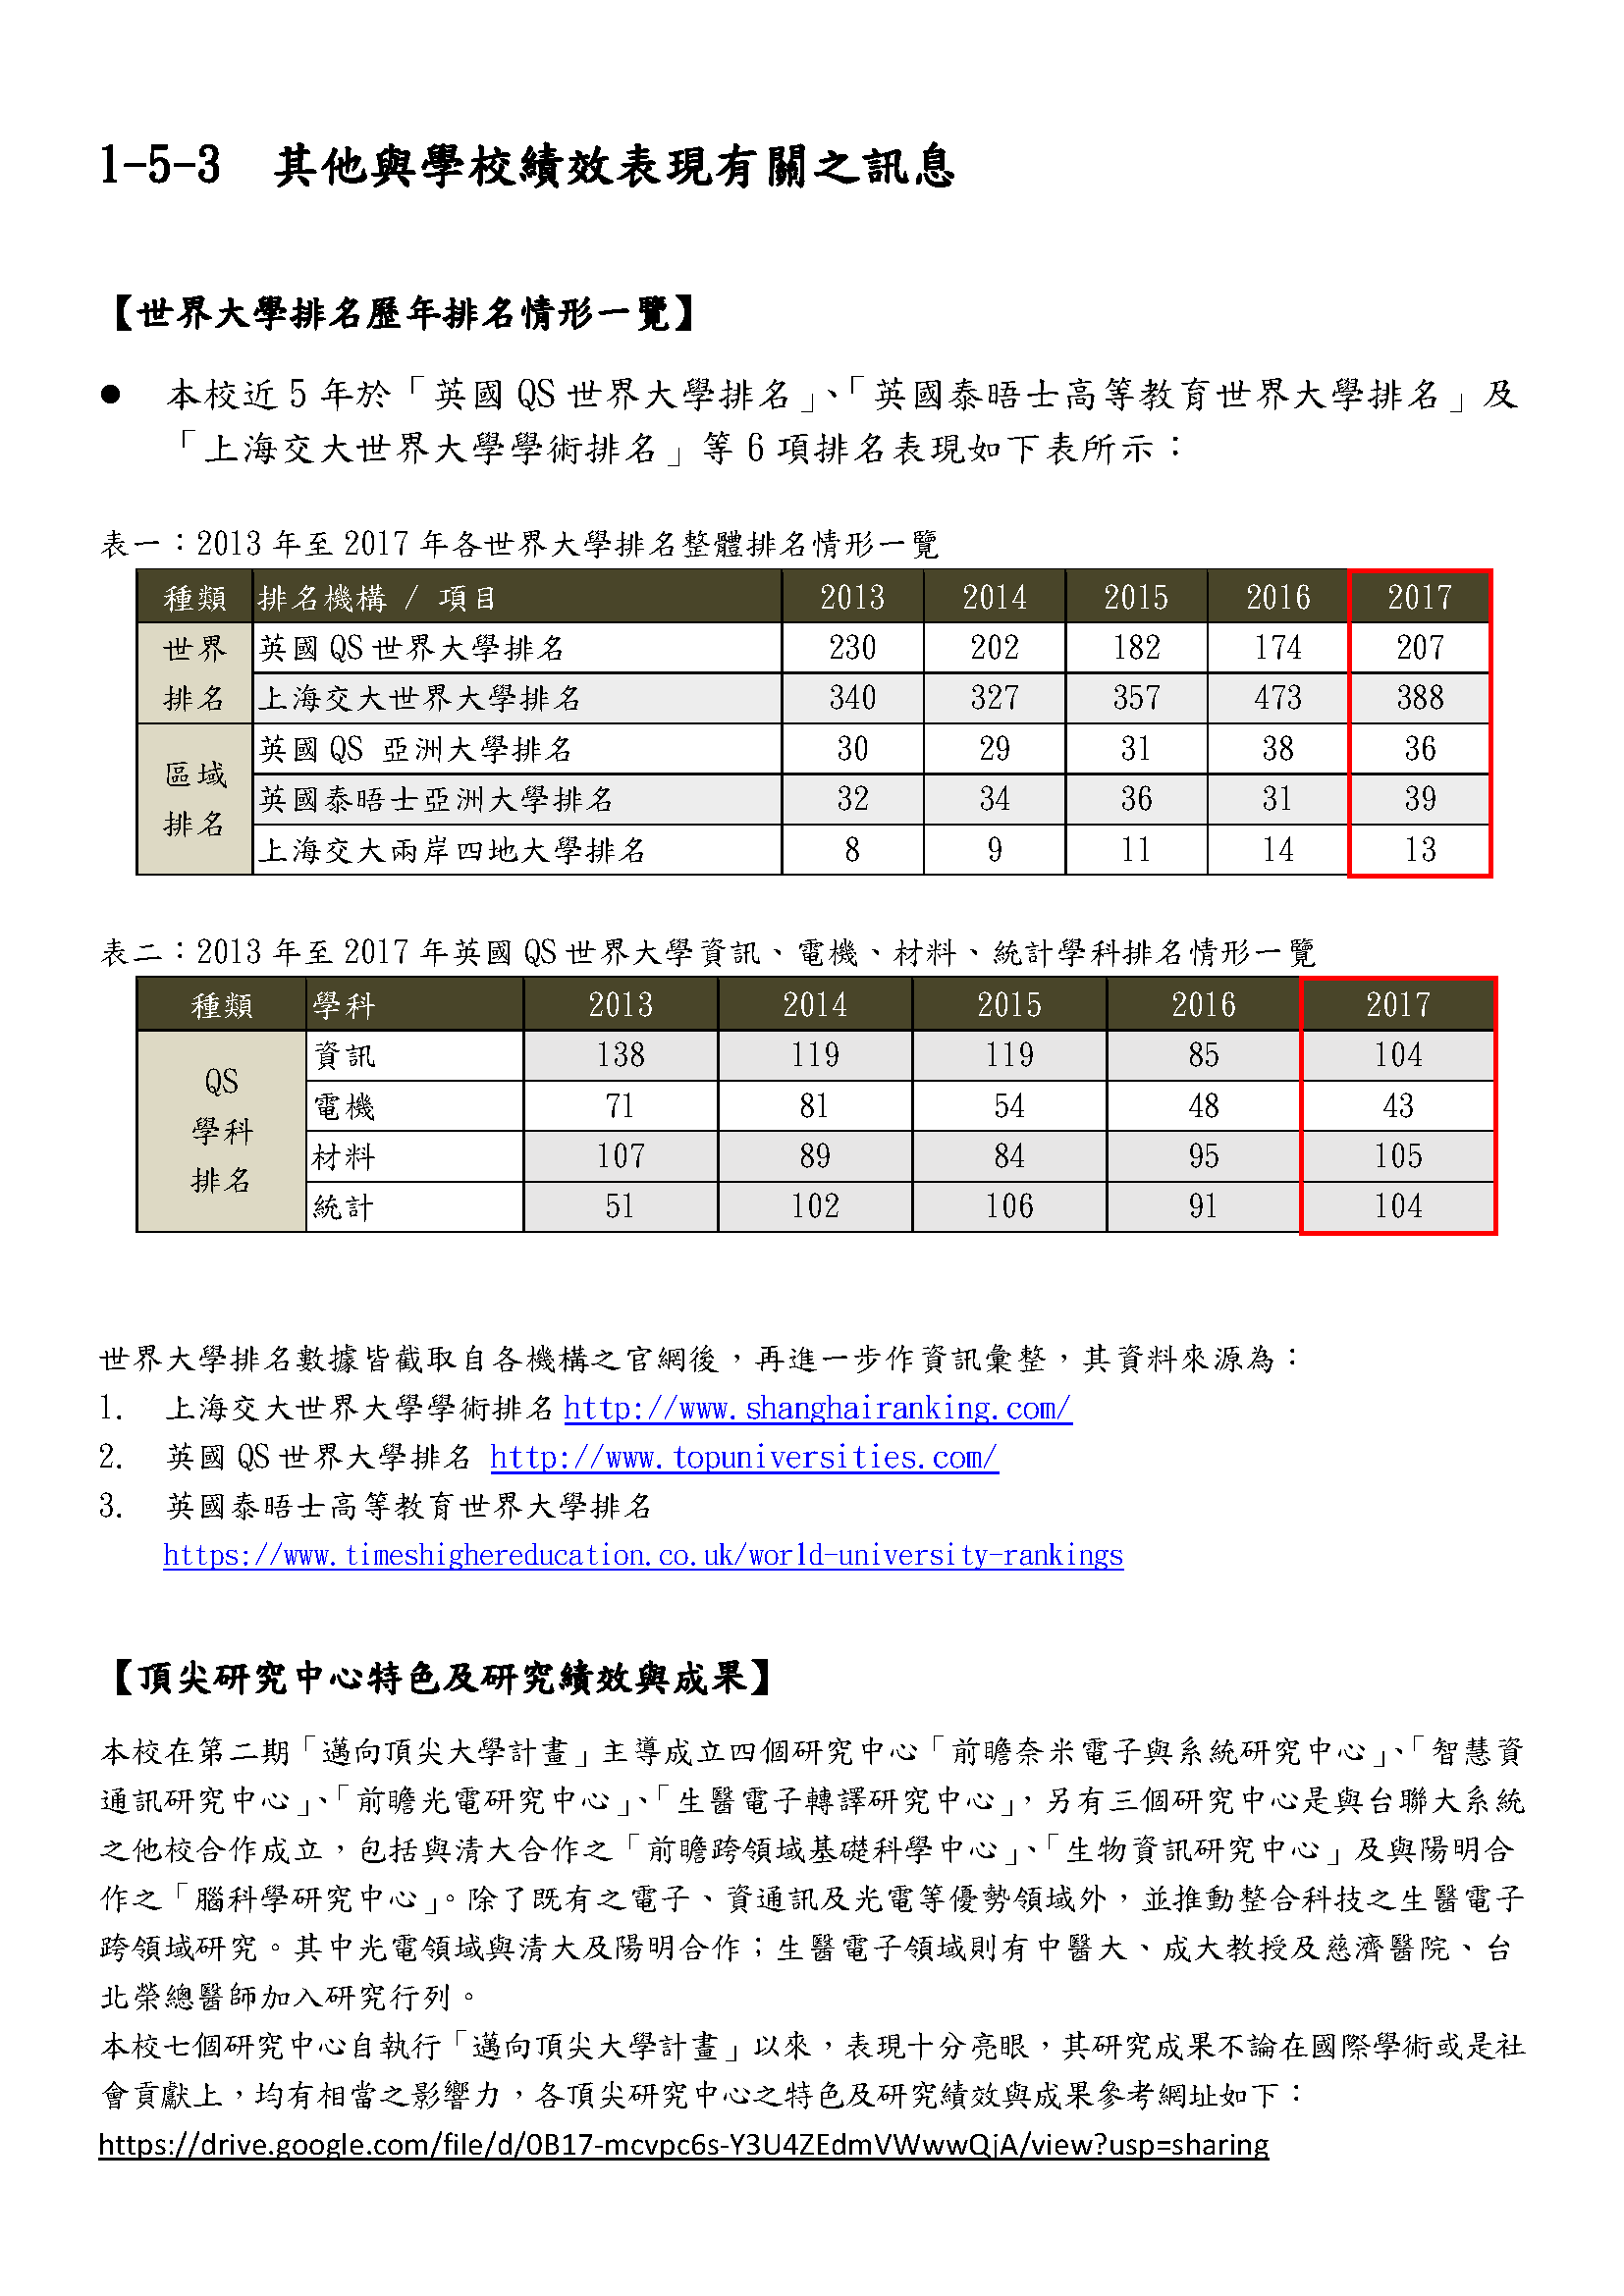 1-5-3　其他與學校績效表現有關之訊息
【世界大學排名歷年排名情形一覽】
● 本校近 5 年於「英國 QS 世界大學排名」、「英國泰晤士高等教育世界大學排名」及
「上海交大世界大學學術排名」等 6 項排名表現如下表所示：
表一：2013 年至 2017 年各世界大學排名整體排名情形一覽
種類 排名機構 / 項目 2013 2014 2015 2016 2017
世界 英國 QS 世界大學排名 230 202 182 174 207
排名 上海交大世界大學排名 340 327 357 473 388
區域 英國 QS 亞洲大學排名 30 29 31 38 36
排名 英國泰晤士亞洲大學排名 32 34 36 31 39
上海交大兩岸四地大學排名 8 9 11 14 13
表二：2013 年至 2017 年英國 QS 世界大學資訊、電機、材料、統計學科排名情形一覽
種類 學科 2013 2014 2015 2016 2017
QS 資訊 138 119 119 85 104
學科 電機 71 81 54 48 43
排名 材料 107 89 84 95 105
統計 51 102 106 91 104
世界大學排名數據皆截取自各機構之官網後，再進一步作資訊彙整，其資料來源為：
1. 上海交大世界大學學術排名 http://www.shanghairanking.com/
2. 英國 QS 世界大學排名 http://www.topuniversities.com/
3. 英國泰晤士高等教育世界大學排名
https://www.timeshighereducation.co.uk/world-university-rankings
【頂尖研究中心特色及研究績效與成果】
本校在第二期「邁向頂尖大學計畫」主導成立四個研究中心「前瞻奈米電子與系統研究中心」、「智慧資
通訊研究中心」、「前瞻光電研究中心」、「生醫電子轉譯研究中心」，另有三個研究中心是與台聯大系統
之他校合作成立，包括與清大合作之「前瞻跨領域基礎科學中心」、「生物資訊研究中心」及與陽明合
作之「腦科學研究中心」。除了既有之電子、資通訊及光電等優勢領域外，並推動整合科技之生醫電子
跨領域研究。其中光電領域與清大及陽明合作；生醫電子領域則有中醫大、成大教授及慈濟醫院、台
北榮總醫師加入研究行列。
本校七個研究中心自執行「邁向頂尖大學計畫」以來，表現十分亮眼，其研究成果不論在國際學術或是社
會貢獻上，均有相當之影響力，各頂尖研究中心之特色及研究績效與成果參考網址如下：
https://drive.google.com/file/d/0B17-mcvpc6s-Y3U4ZEdmVWwwQjA/view?usp=sharing